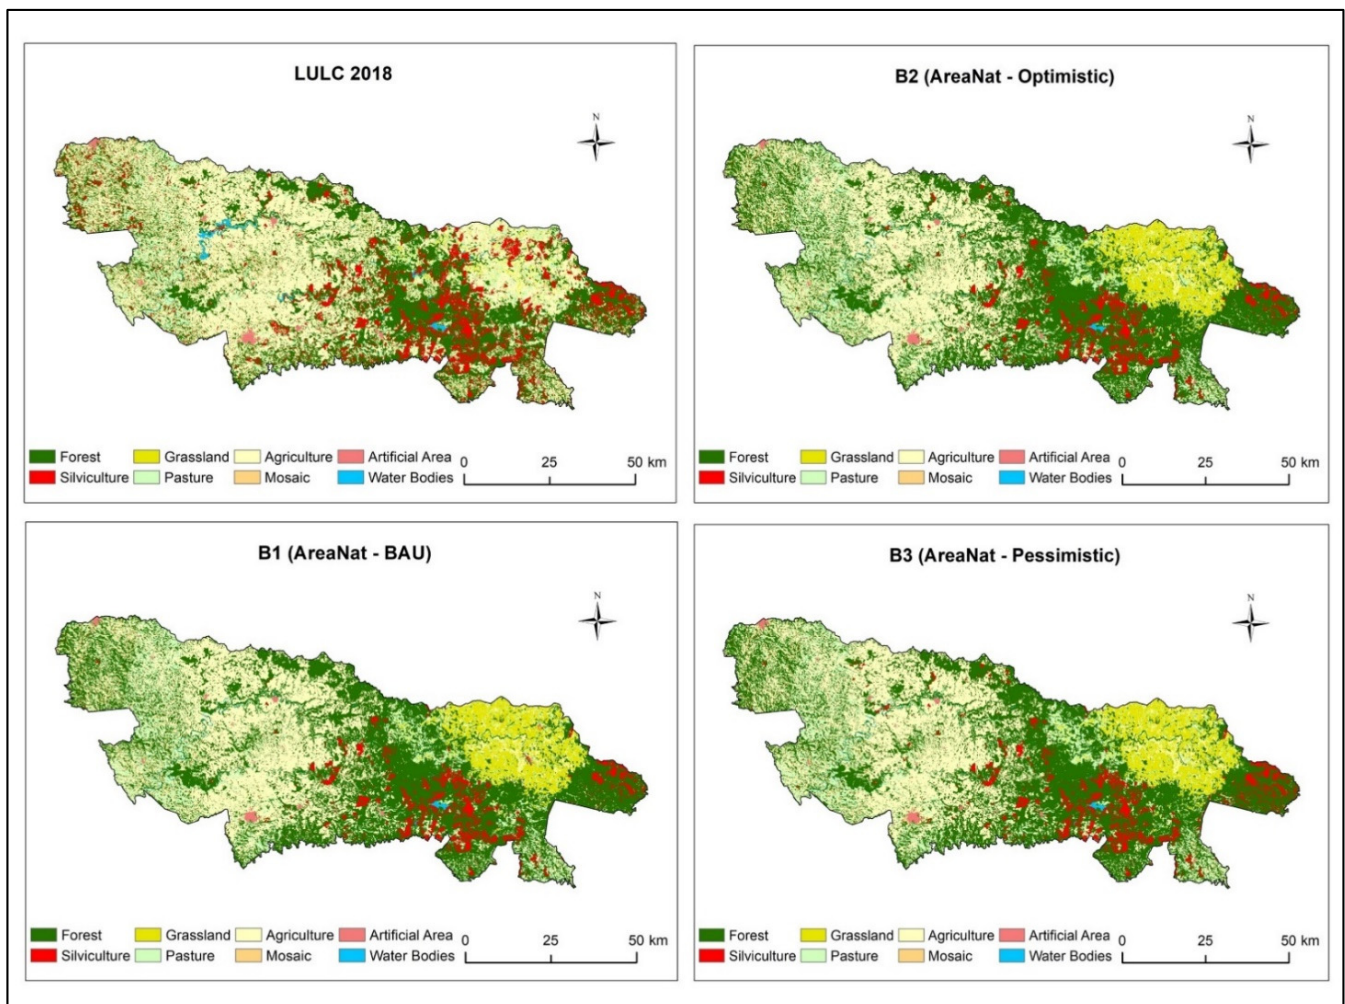 LULC 2018
N
Forest Grassland Agriculture Artificial Area
Silviculture Pasture Mosaic Water Bodies
0 25 50 km
B2 (AreaNat - Optimistic)
N
Forest Grassland Agriculture Artificial Area
Silviculture Pasture Mosaic Water Bodies
0 25 50 km
B1 (AreaNat - BAU)
N
Forest Grassland Agriculture Artificial Area
Silviculture Pasture Mosaic Water Bodies
0 25 50 km
B3 (AreaNat - Pessimistic)
N
Forest Grassland Agriculture Artificial Area
Silviculture Pasture Mosaic Water Bodies
0 25 50 km